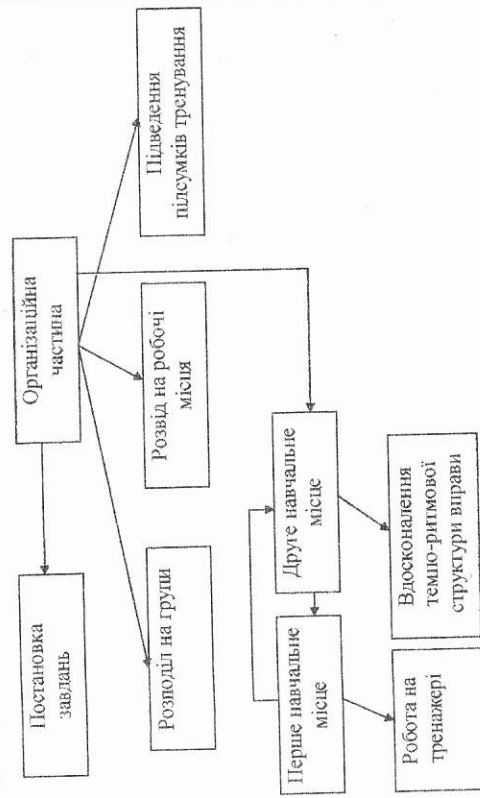 Організаційна
частина
Постановка
завдань
Розподіл на групи
Розвід на робочі
місця
Підведення
пілсумків тренування
Перше навчальне
місце
Друге навчальне
місце
Робота на
тренажері
Вдосконалення
темпо-ритмової
структури вправи